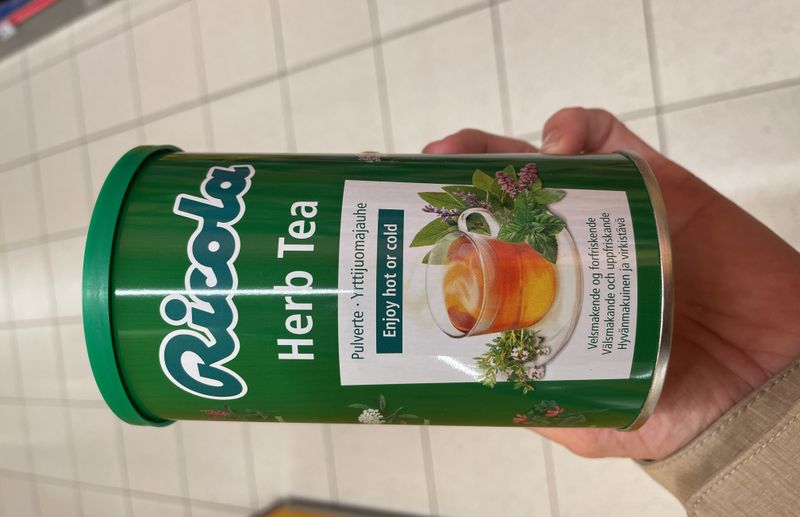 Ricola
Herb Tea
Pulverte · Yrttijuomajauhe
Enjoy hot or cold
Velsmakende og forfriskende
Välsmakande och uppfriskande
Hyvänmakuinen ja virkistävä